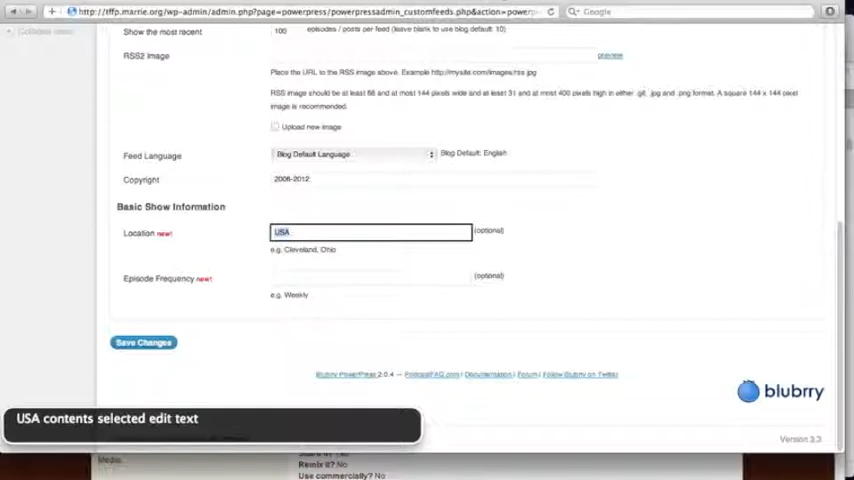 http://tffp.marrie.org/wp-admin/admin.php?page=powerpress/powerpressadmin_customfeeds.php&action=power
Google
Collapse menu
Show the most recent
100
episodes / posts per feed (leave blank to use blog default: 10)
RSS2 Image
preview
Place the URL to the RSS image above. Example http://mysite.com/images/rss.jpg
RSS image should be at least 88 and at most 144 pixels wide and at least 31 and at most 400 pixels high in either .gif, .jpg and .png format. A square 144 x 144 pixel
image is recommended.
Upload new image
Feed Language
Blog Default Language
Blog Default: English
Copyright
2006-2012
Basic Show Information
Location new!
USA
(optional)
e.g. Cleveland, Ohio
Episode Frequency new!
(optional)
e.g. Weekly
Save Changes
Blubrry PowerPress 2.0.4 — PodcastFAQ.com | Documentation | Forum | Follow Blubrry on Twitter
blubrry
USA contents selected edit text
Version 3.3
Media.
Share it? Yes
Remix it? No
Use commercially? No